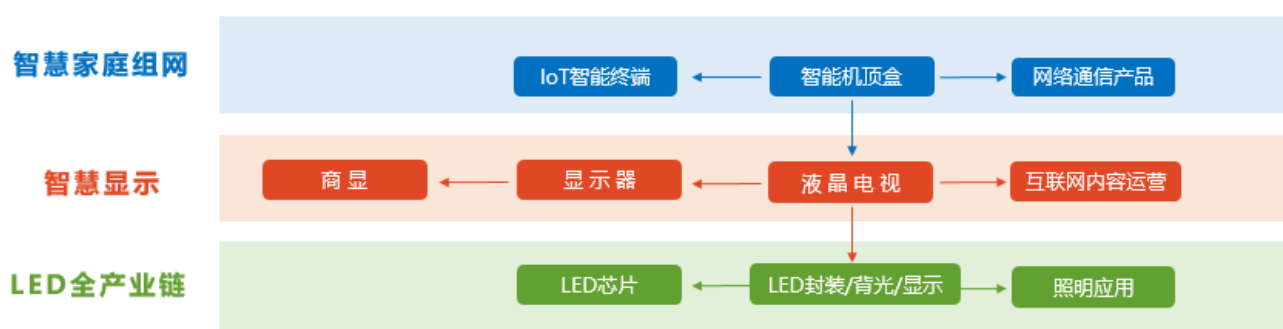 智慧家庭组网
IoT智能终端
智能机顶盒
网络通信产品
智慧显示
商显
显示器
液晶电视
互联网内容运营
LED全产业链
LED芯片
LED封装/背光/显示
照明应用